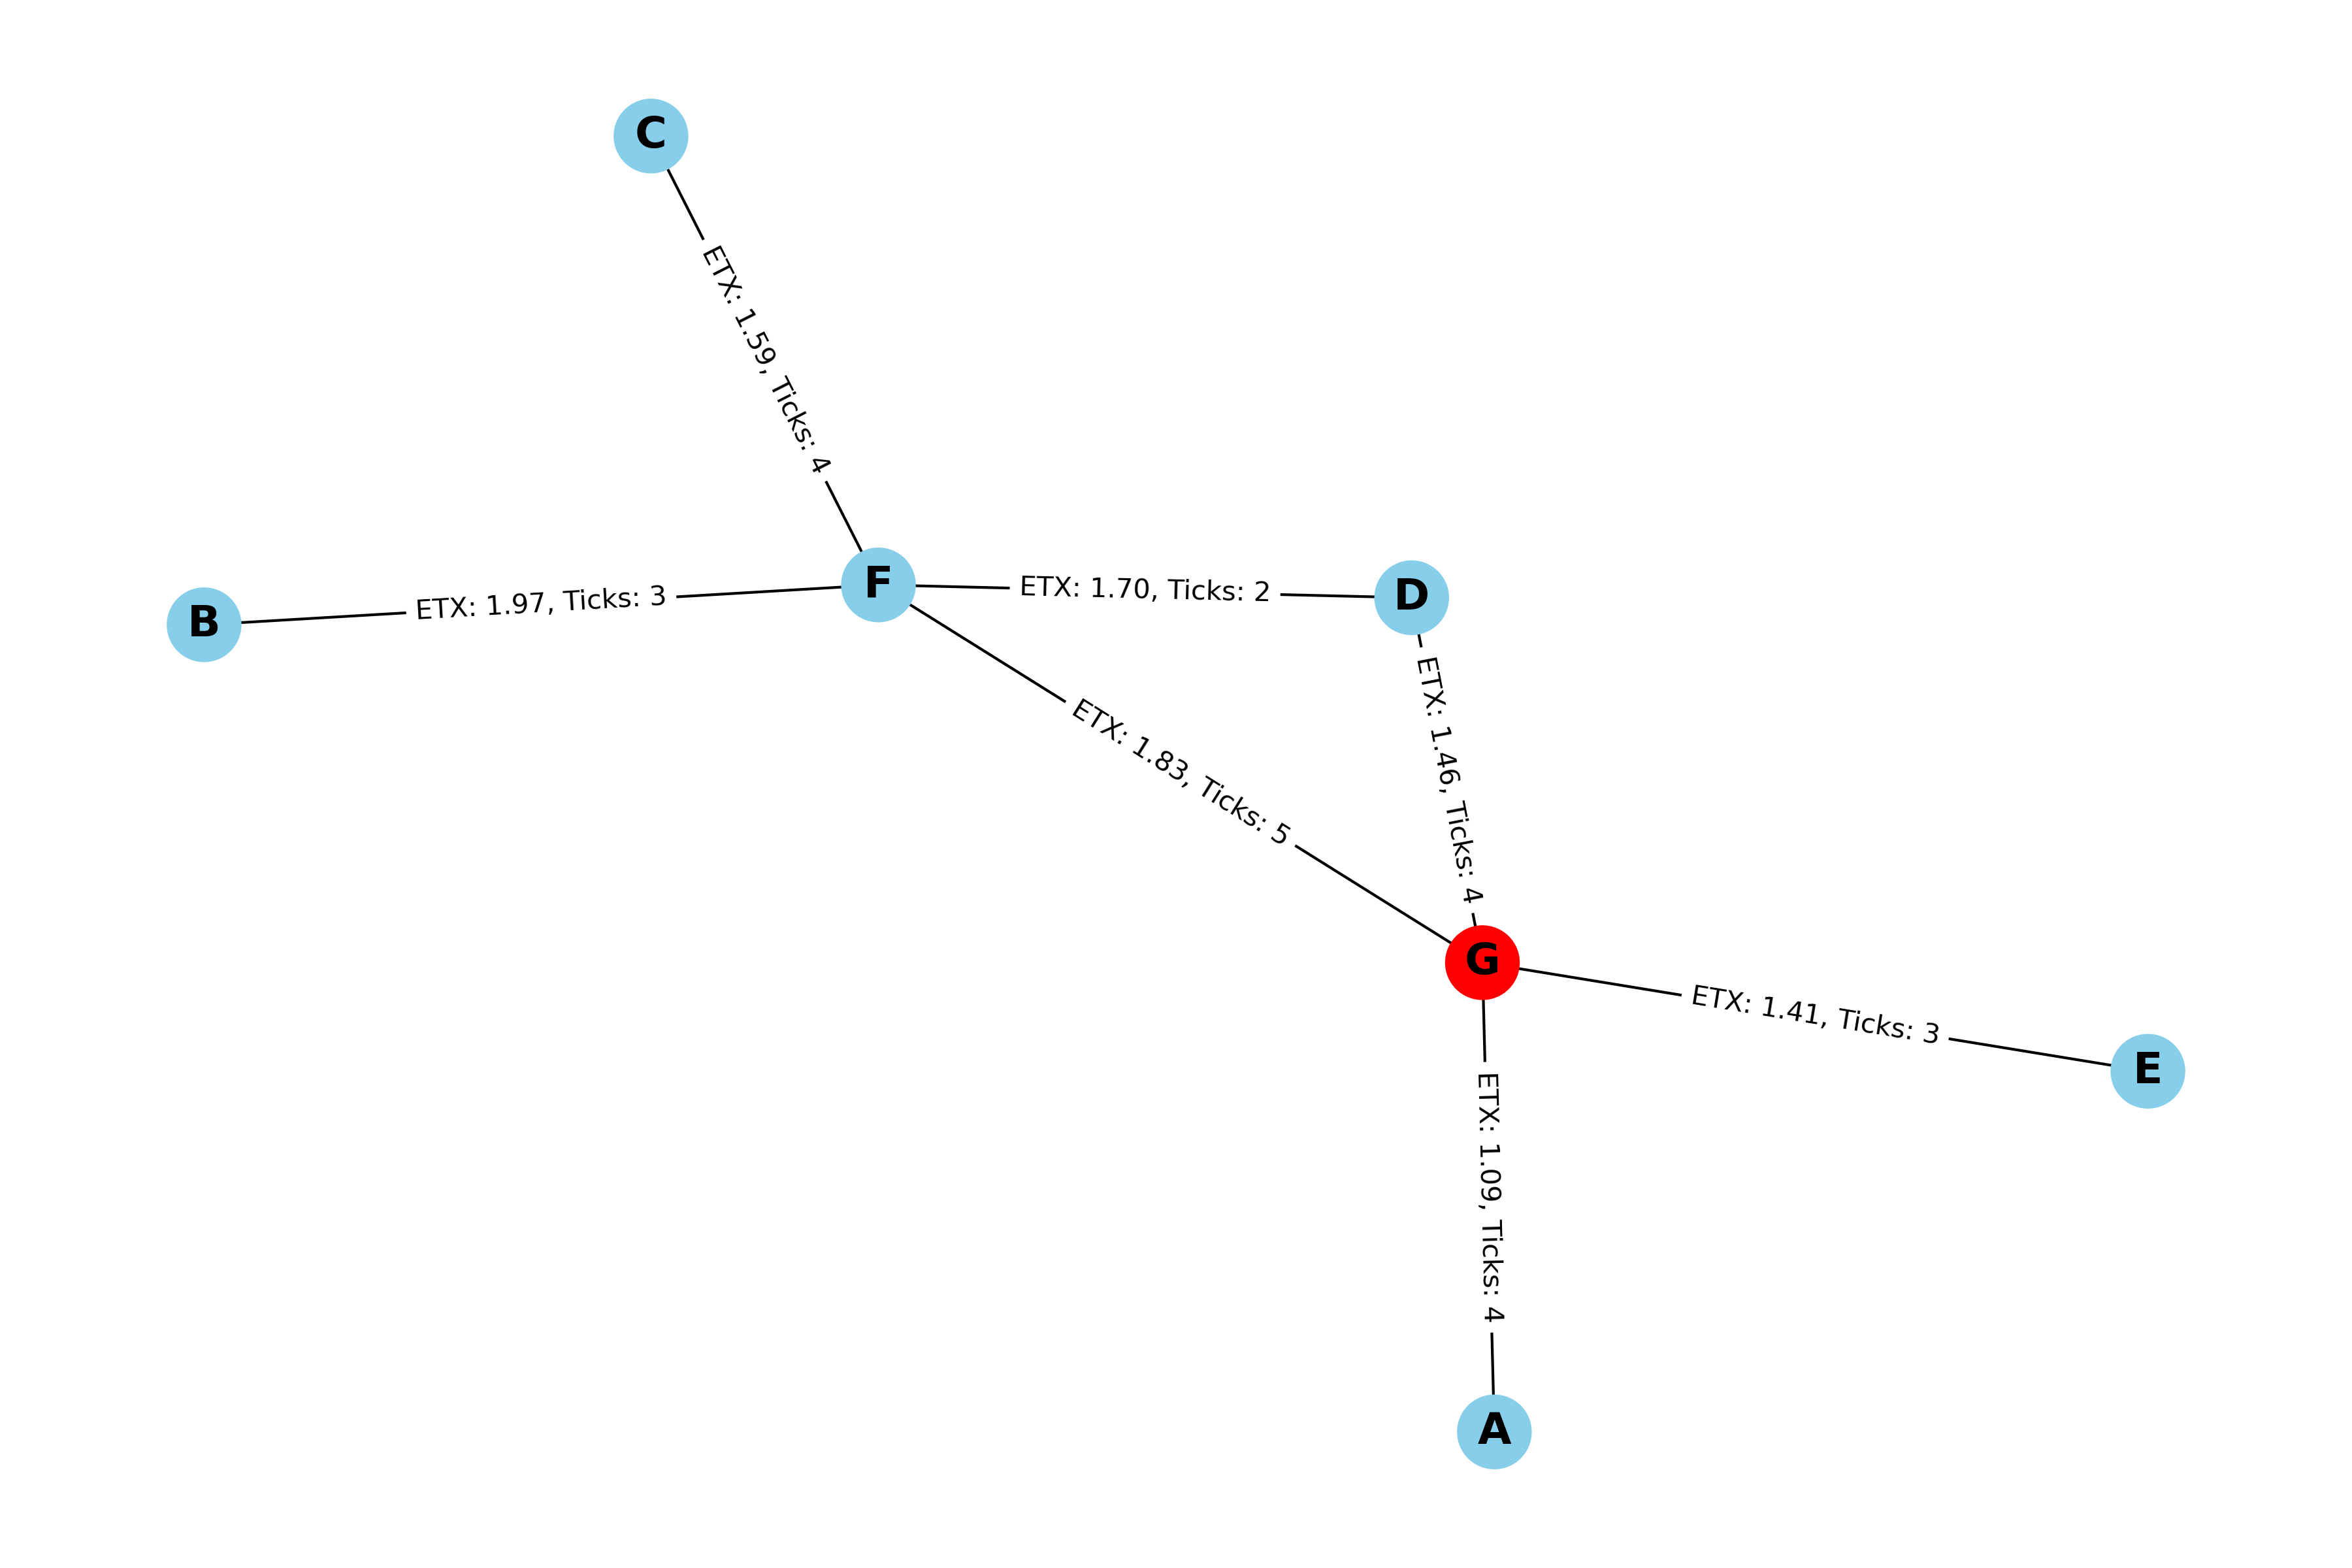 C
ETX: 1.59, Ticks: 4
F
D
B
ETX: 1.97, Ticks: 3
ETX: 1.70, Ticks: 2
ETX: 1.83, Ticks: 5
ETX: 1.46, Ticks: 4
G
ETX: 1.41, Ticks: 3
E
ETX: 1.09, Ticks: 4
A